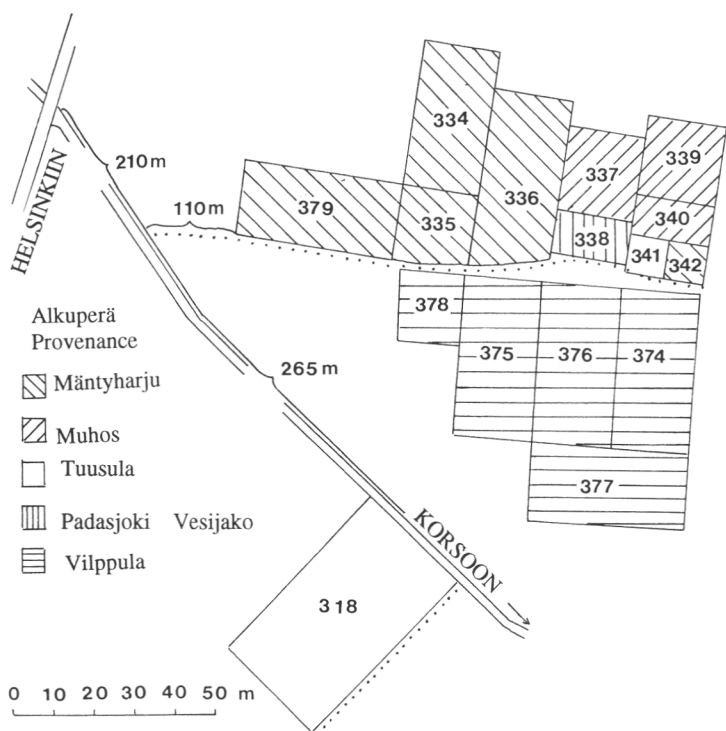 334
339
210 m
337
336
110 m
379
340
335
338
341
342
HELSINKIIN
378
Alkuperä
Provenance
375
376
374
265 m
Mäntyharju
Muhos
Tuusula
377
Padasjoki Vesijako
KORSOON
Vilppula
318
0 10 20 30 40 50 m